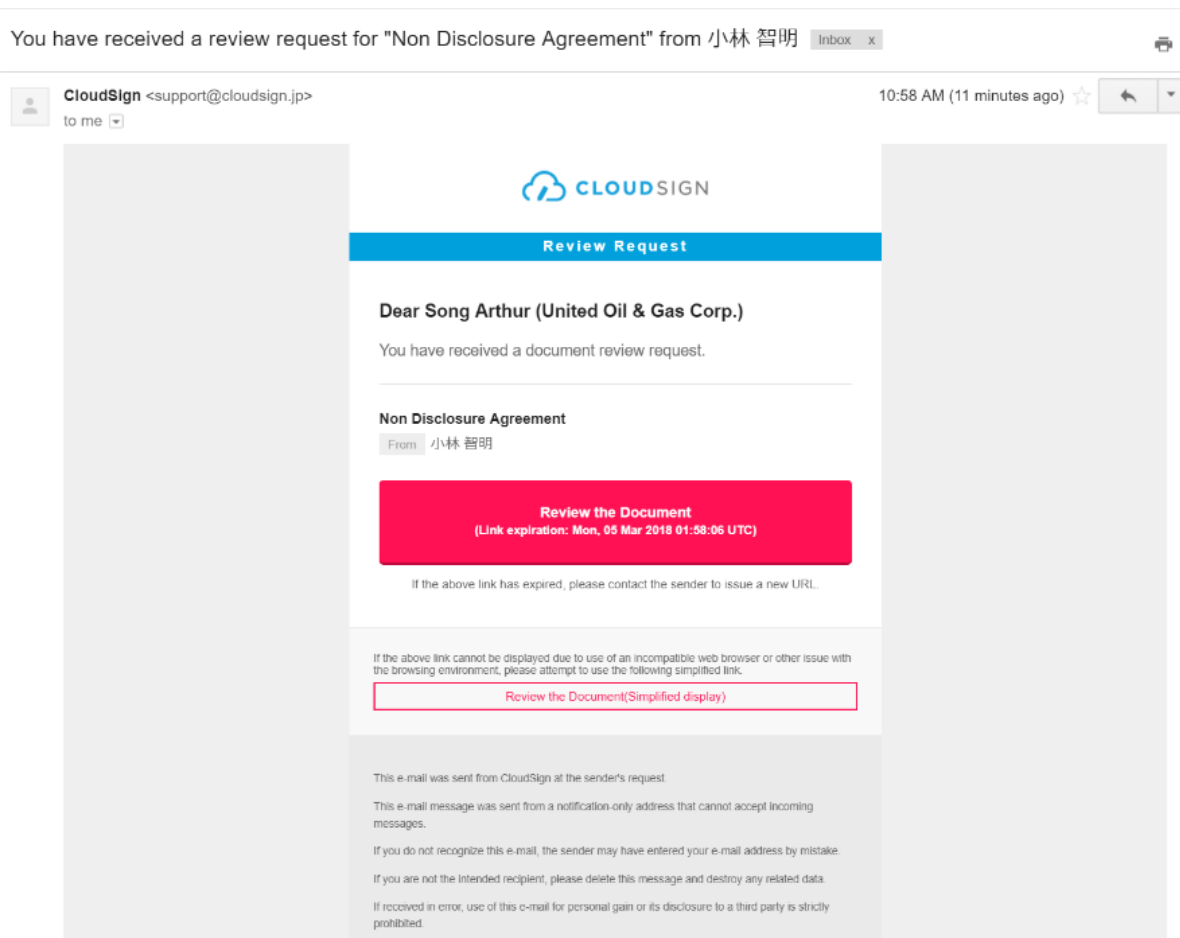 You have received a review request for "Non Disclosure Agreement" from 小林 智明 Inbox x
CloudSign <support@cloudsign.jp> 10:58 AM (11 minutes ago)
to me
CLOUDSIGN
Review Request
Dear Song Arthur (United Oil & Gas Corp.)
You have received a document review request.
Non Disclosure Agreement
From 小林 智明
Review the Document
(Link expiration: Mon, 05 Mar 2018 01:58:06 UTC)
If the above link has expired, please contact the sender to issue a new URL.
If the above link cannot be displayed due to use of an incompatible web browser or other issue with
the browsing environment, please attempt to use the following simplified link.
Review the Document(Simplified display)
This e-mail was sent from CloudSign at the sender's request.
This e-mail message was sent from a notification-only address that cannot accept incoming
messages.
If you do not recognize this e-mail, the sender may have entered your e-mail address by mistake.
If you are not the intended recipient, please delete this message and destroy any related data.
If received in error, use of this e-mail for personal gain or its disclosure to a third party is strictly
prohibited.